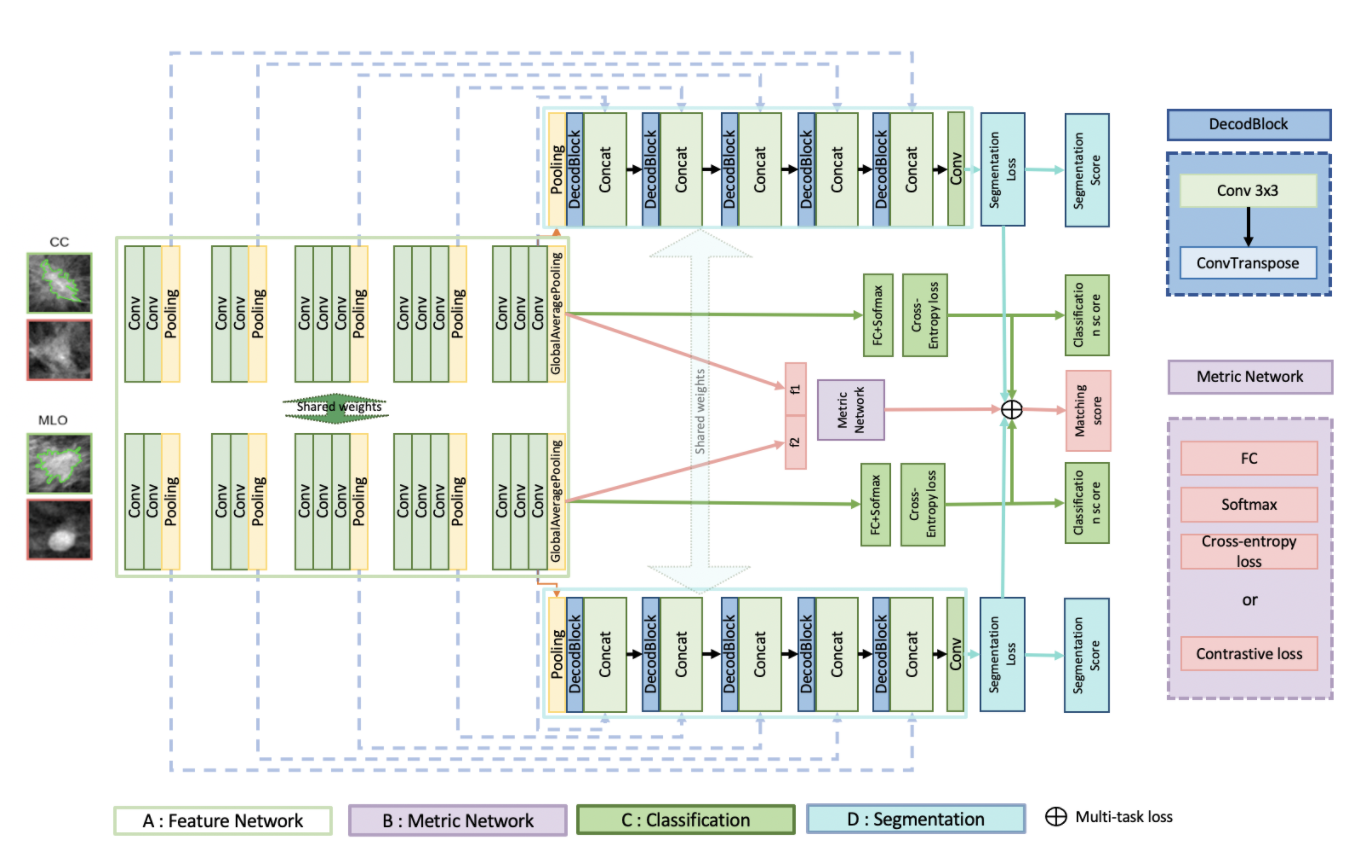 Pooling
DecodBlock
Concat
DecodBlock
Concat
DecodBlock
Concat
DecodBlock
Concat
DecodBlock
Concat
Conv
Segmentation
Loss
Segmentation
Score
DecodBlock
Conv 3x3
ConvTranspose
CC
Conv
Conv
Pooling
Conv
Conv
Pooling
Conv
Conv
Conv
Pooling
Conv
Conv
Conv
Pooling
Conv
Conv
Conv
GlobalAveragePooling
FC+Sofmax
Cross-
Entropy loss
Classificatio
n sc ore
Shared weights
Shared weights
f1
f2
Metric
Network
Matching
score
Metric Network
FC
Softmax
Cross-entropy
loss
or
Contrastive loss
MLO
Conv
Conv
Pooling
Conv
Conv
Pooling
Conv
Conv
Conv
Pooling
Conv
Conv
Conv
Pooling
Conv
Conv
Conv
GlobalAveragePooling
FC+Sofmax
Cross-
Entropy loss
Classificatio
n sc ore
Pooling
DecodBlock
Concat
DecodBlock
Concat
DecodBlock
Concat
DecodBlock
Concat
DecodBlock
Concat
Conv
Segmentation
Loss
Segmentation
Score
A : Feature Network
B : Metric Network
C : Classification
D : Segmentation
Multi-task loss